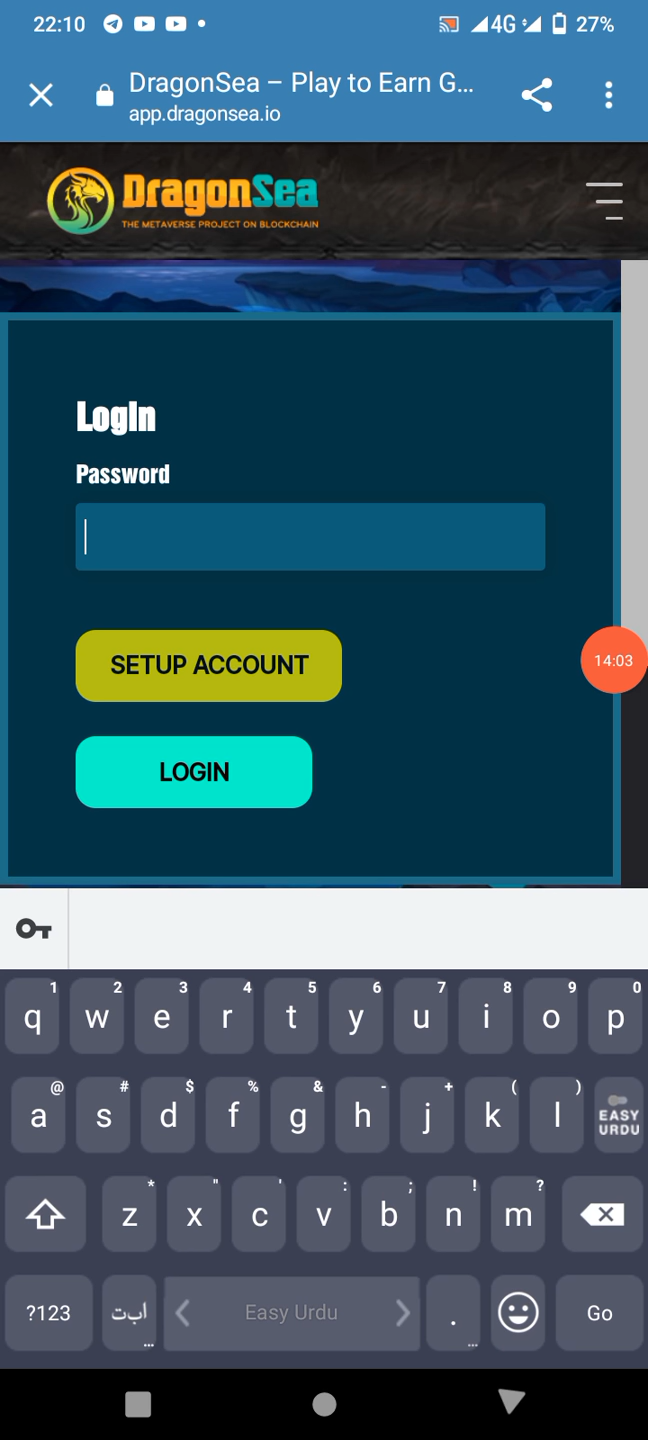 22:10 4G 27%
DragonSea – Play to Earn G...
app.dragonsea.io
DragonSea
THE METAVERSE PROJECT ON BLOCKCHAIN
LogIn
Password
SETUP ACCOUNT
14:03
LOGIN
1 2 3 4 5 6 7 8 9 0
q w e r t y u i o p
@ # $ % & - + ( )
a s d f g h j k l EASY URDU
* " ' : ; ! ?
z x c v b n m
?123 ابت ... Easy Urdu . ... Go